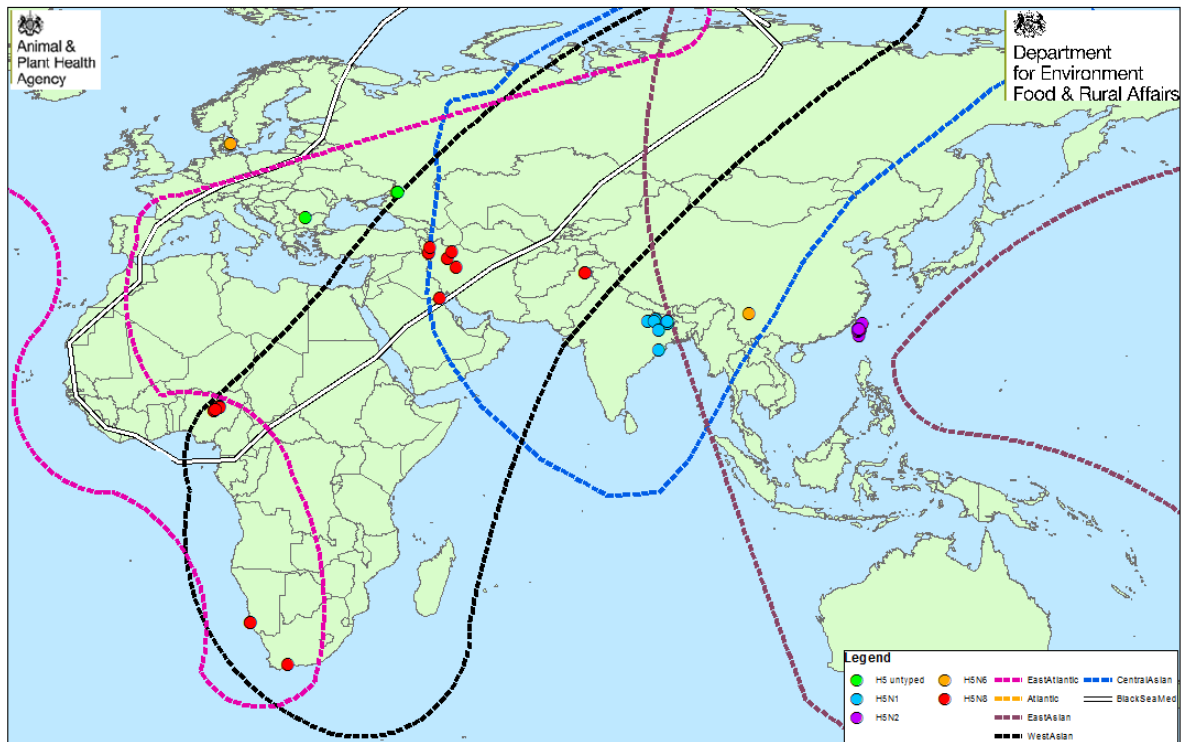 Animal &
Plant Health
Agency
Department
for Environment
Food & Rural Affairs
Legend
H5 untyped
H5N1
H5N2
H5N6
H5N8
EastAtlantic
Atlantic
EastAsian
WestAsian
CentralAsian
BlackSeaMed